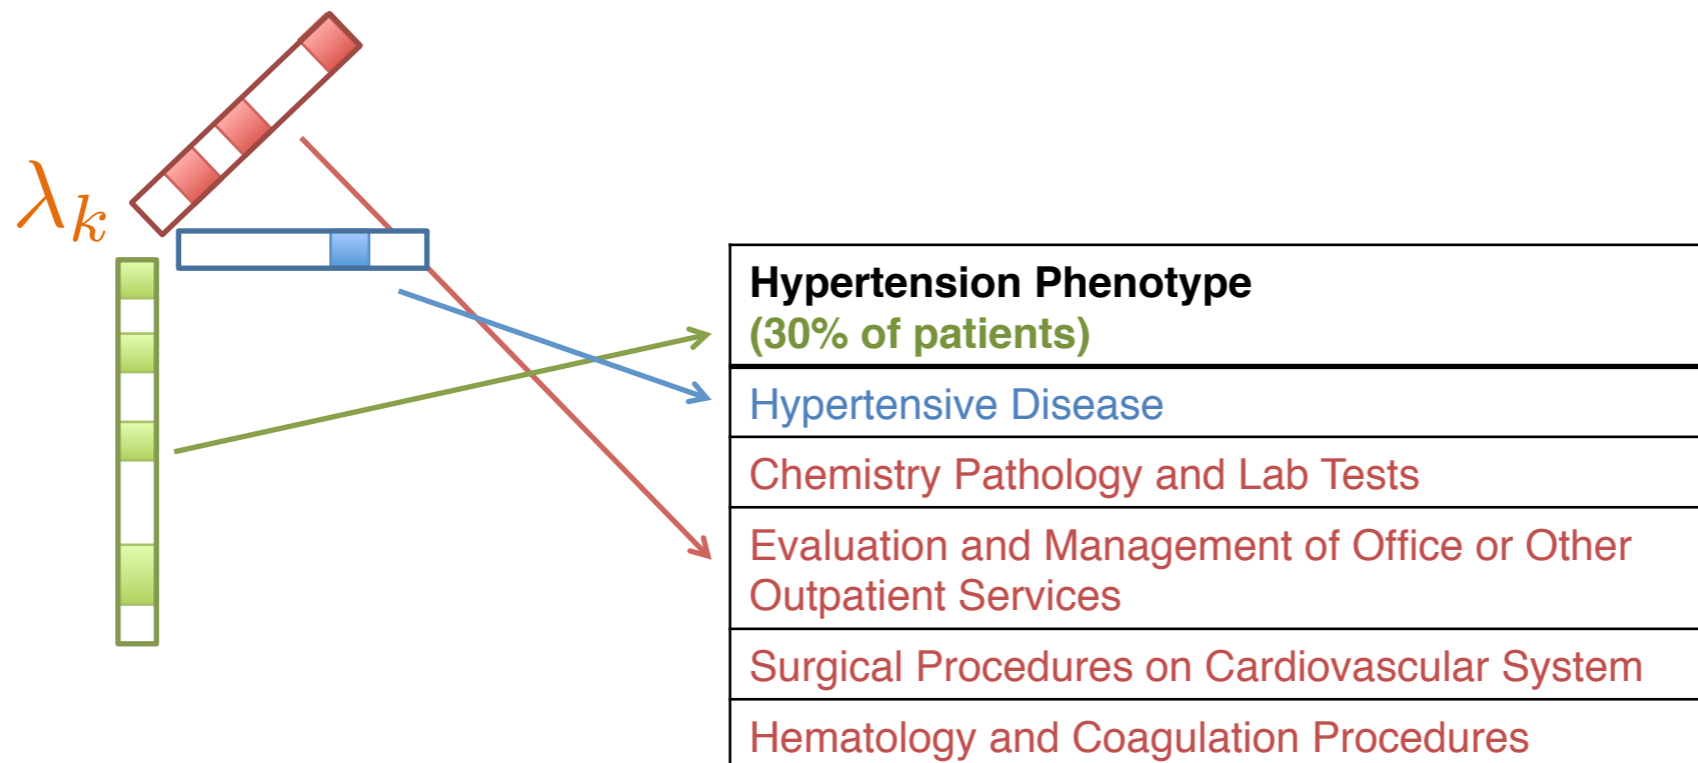 λk
Hypertension Phenotype
(30% of patients)
Hypertensive Disease
Chemistry Pathology and Lab Tests
Evaluation and Management of Office or Other
Outpatient Services
Surgical Procedures on Cardiovascular System
Hematology and Coagulation Procedures